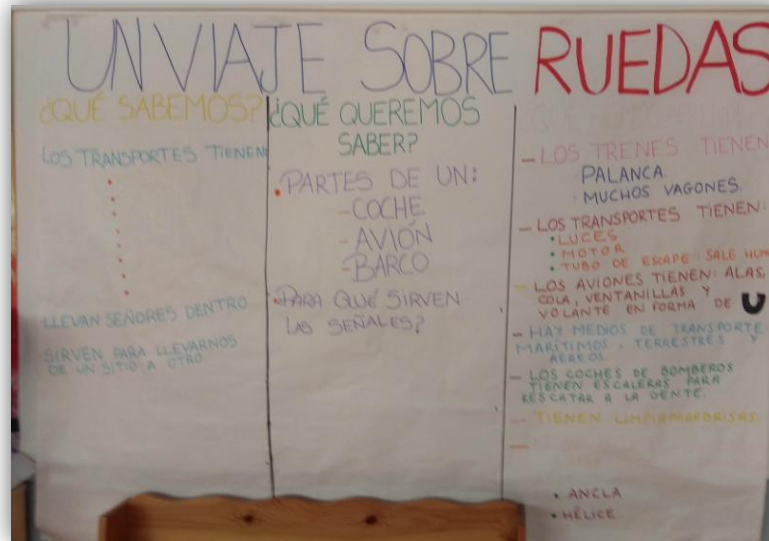 UN VIAJE SOBRE RUEDAS
¿QUÉ SABEMOS?
LOS TRANSPORTES TIENEN:
LLEVAN SEÑORES DENTRO
SIRVEN PARA LLEVARNOS
DE UN SITIO A OTRO
¿QUÉ QUEREMOS
SABER?
• PARTES DE UN:
- COCHE
- AVIÓN
- BARCO
• PARA QUÉ SIRVEN
LAS SEÑALES?
- LOS TRENES TIENEN
· PALANCA.
· MUCHOS VAGONES.
- LOS TRANSPORTES TIENEN:
• LUCES
• MOTOR
• TUBO DE ESCAPE: SALE HUMO
- LOS AVIONES TIENEN: ALAS,
COLA, VENTANILLAS Y
VOLANTE EN FORMA DE U
- HAY MEDIOS DE TRANSPORTE
MARÍTIMOS, TERRESTRES Y
AÉREOS
- LOS COCHES DE BOMBEROS
TIENEN ESCALERAS PARA
RESCATAR A LA GENTE.
- TIENEN
• ANCLA
• HÉLICE